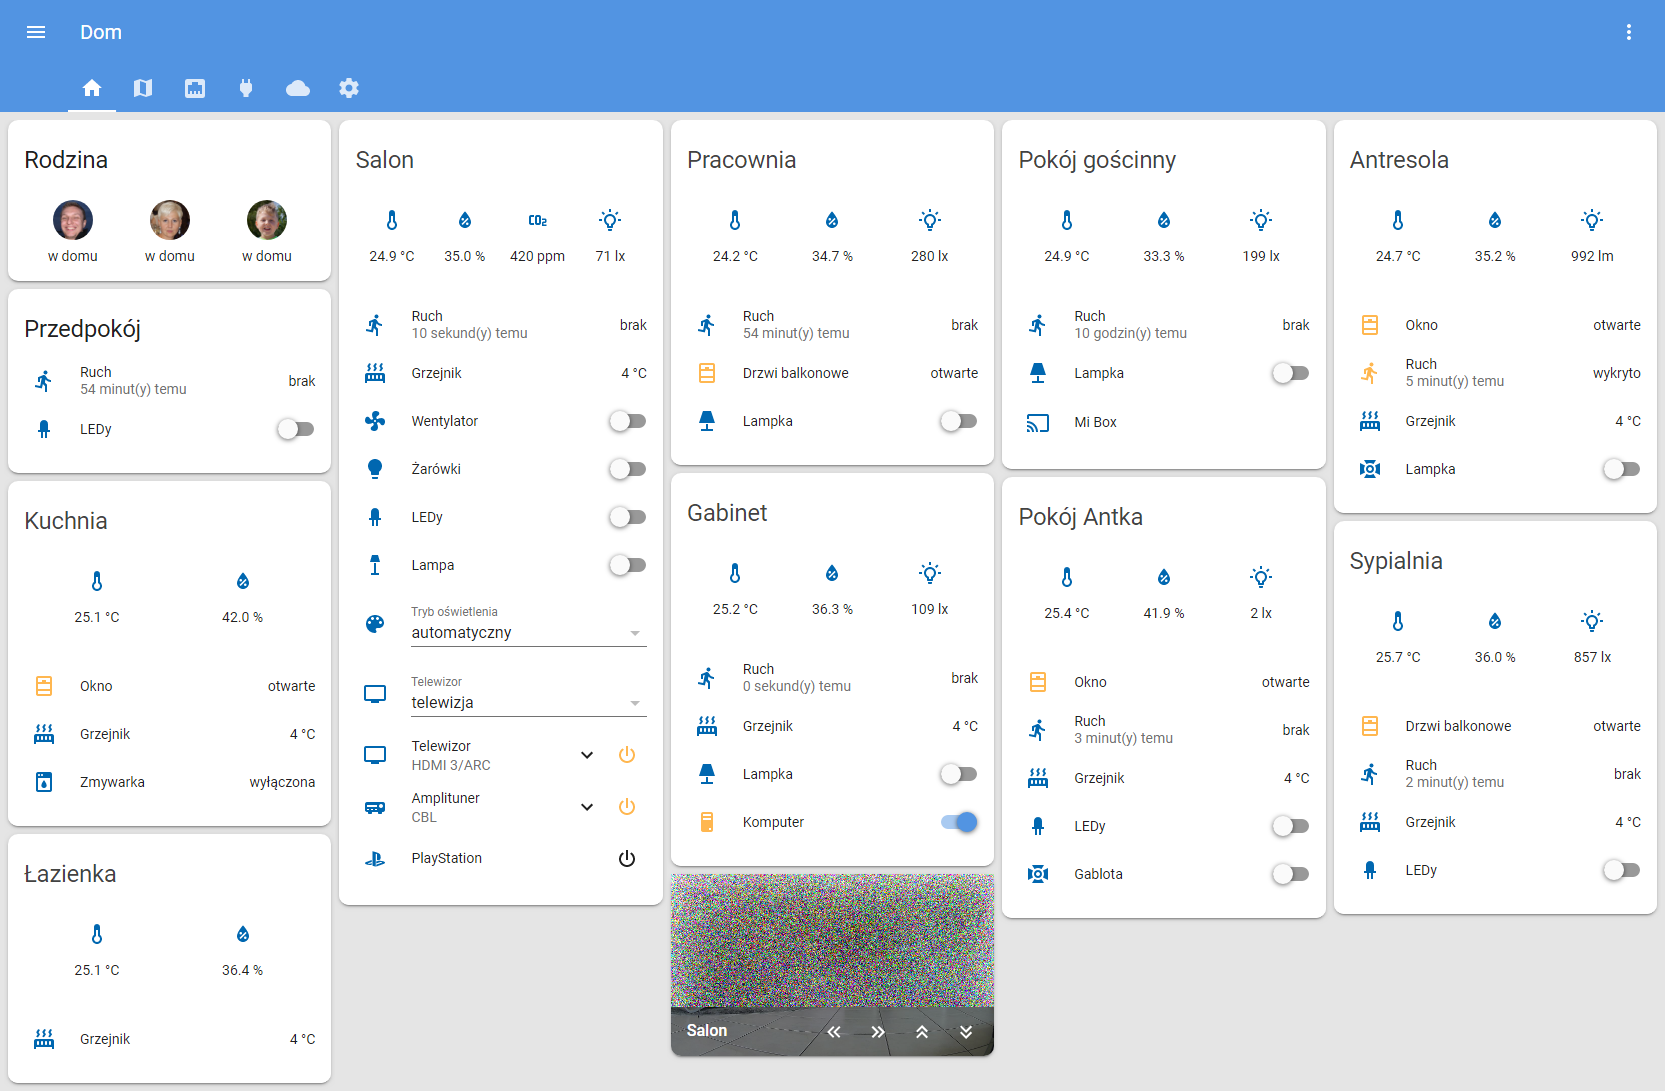 Dom
Rodzina
w domu w domu w domu
Przedpokój
Ruch
54 minut(y) temu
brak
LEDy
Kuchnia
25.1 °C 42.0 %
Okno otwarte
Grzejnik 4 °C
Zmywarka wyłączona
Łazienka
25.1 °C 36.4 %
Grzejnik 4 °C
Salon
CO₂
24.9 °C 35.0 % 420 ppm 71 lx
Ruch
10 sekund(y) temu
brak
Grzejnik 4 °C
Wentylator
Żarówki
LEDy
Lampa
Tryb oświetlenia
automatyczny
Telewizor
telewizja
Telewizor
HDMI 3/ARC
Amplituner
CBL
PlayStation
Pracownia
24.2 °C 34.7 % 280 lx
Ruch
54 minut(y) temu
brak
Drzwi balkonowe otwarte
Lampka
Gabinet
25.2 °C 36.3 % 109 lx
Ruch
0 sekund(y) temu
brak
Grzejnik 4 °C
Lampka
Komputer
Salon
Pokój gościnny
24.9 °C 33.3 % 199 lx
Ruch
10 godzin(y) temu
brak
Lampka
Mi Box
Pokój Antka
25.4 °C 41.9 % 2 lx
Okno otwarte
Ruch
3 minut(y) temu
brak
Grzejnik 4 °C
LEDy
Gablota
Antresola
24.7 °C 35.2 % 992 lm
Okno otwarte
Ruch
5 minut(y) temu
wykryto
Grzejnik 4 °C
Lampka
Sypialnia
25.7 °C 36.0 % 857 lx
Drzwi balkonowe otwarte
Ruch
2 minut(y) temu
brak
Grzejnik 4 °C
LEDy